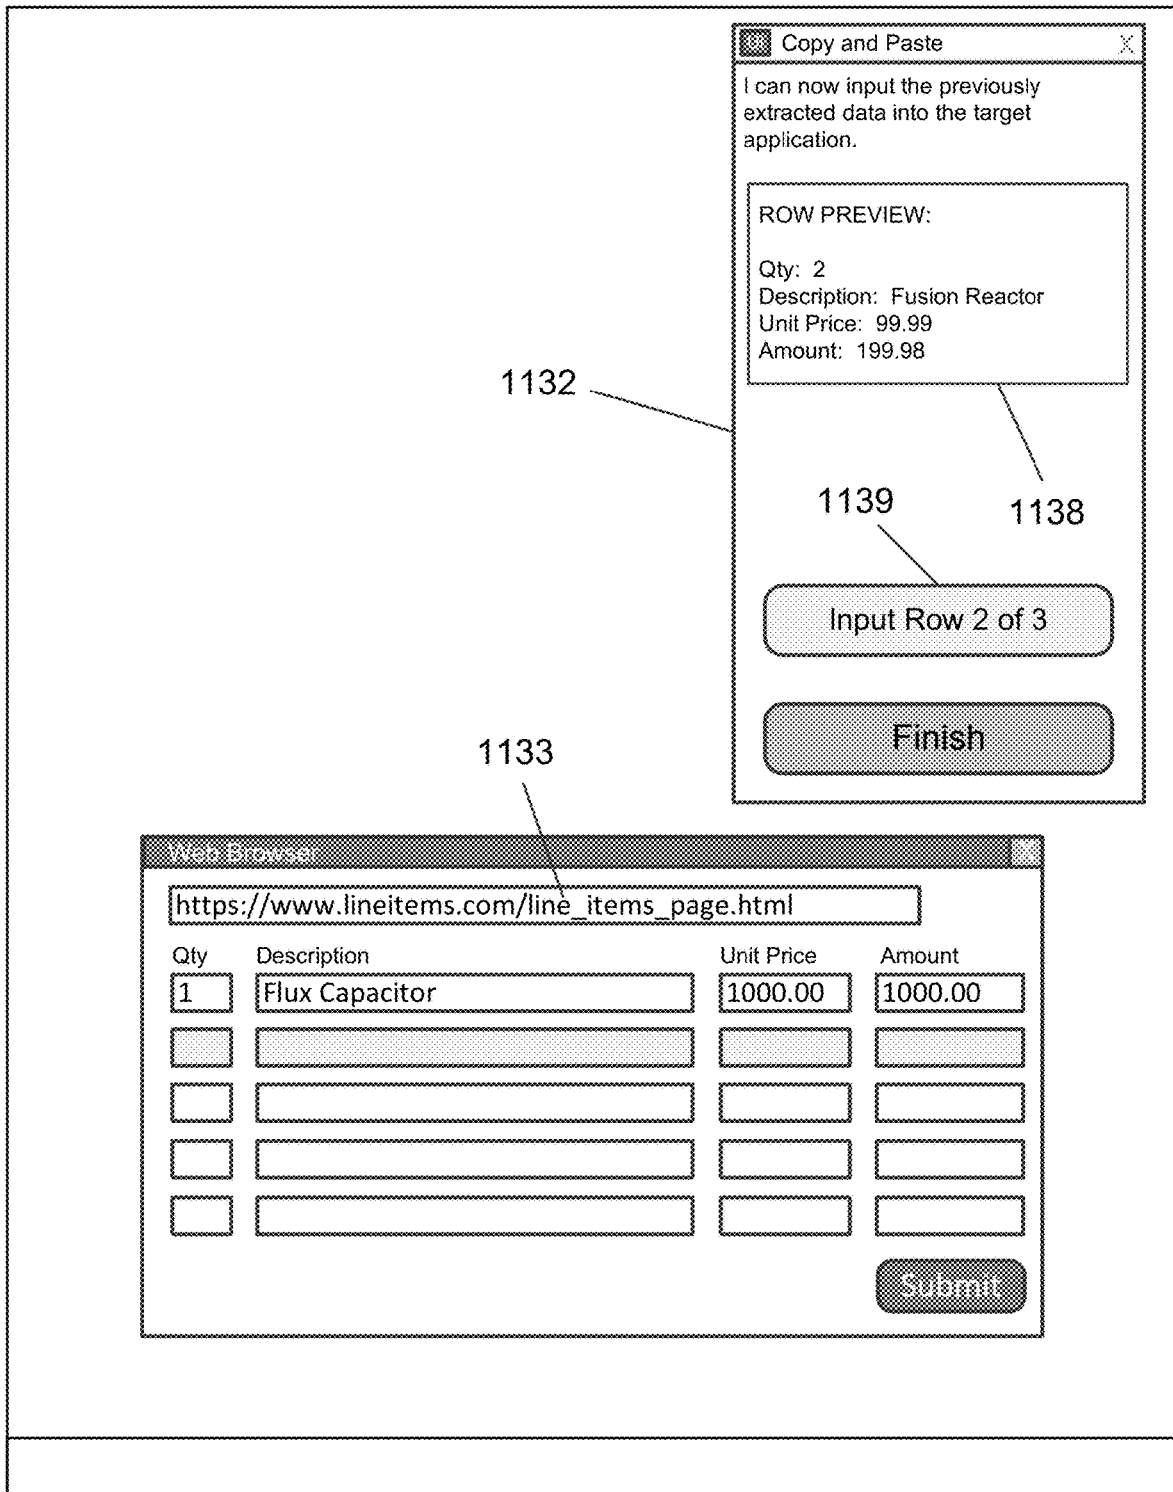 Copy and Paste X
I can now input the previously
extracted data into the target
application.
ROW PREVIEW:
Qty: 2
Description: Fusion Reactor
Unit Price: 99.99
Amount: 199.98
1132
1139
1138
Input Row 2 of 3
Finish
1133
Web Browser X
https://www.lineitems.com/line_items_page.html
Qty Description Unit Price Amount
1 Flux Capacitor 1000.00 1000.00
Submit